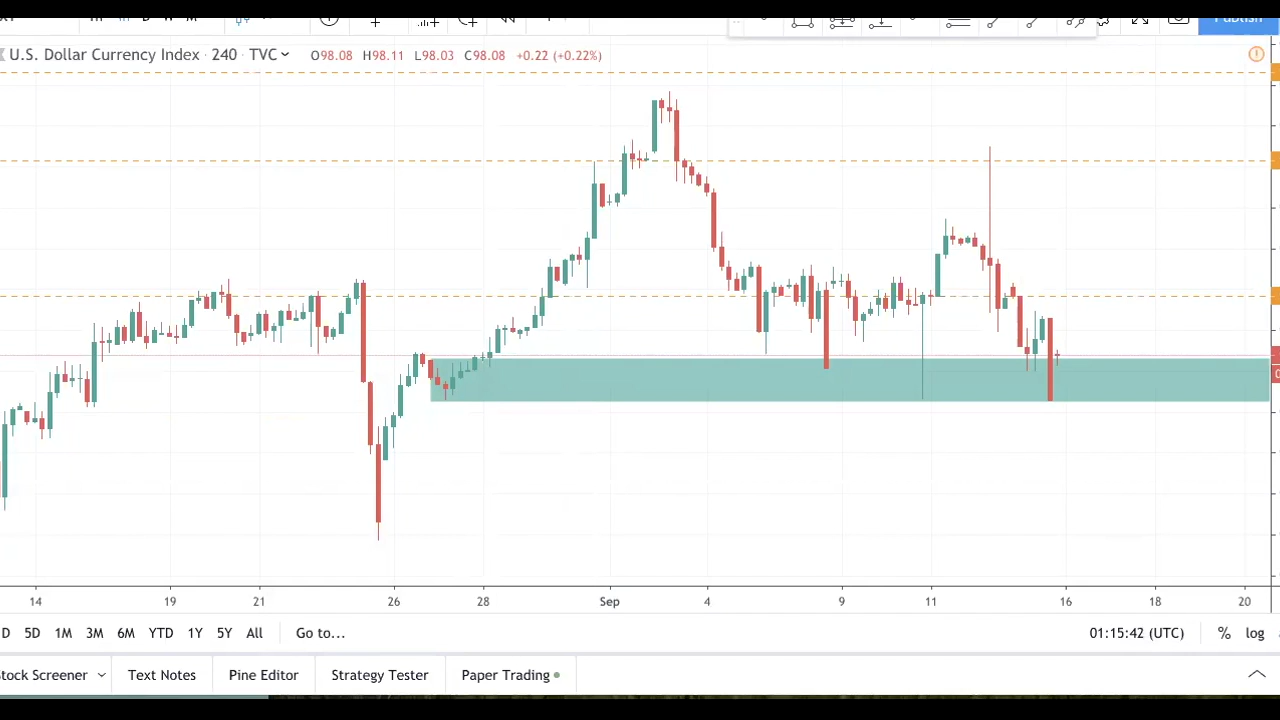 Publish
U.S. Dollar Currency Index · 240 · TVC O98.08 H98.11 L98.03 C98.08 +0.22 (+0.22%)
14 19 21 26 28 Sep 4 9 11 16 18 20
D 5D 1M 3M 6M YTD 1Y 5Y All Go to... 01:15:42 (UTC) % log
Stock Screener Text Notes Pine Editor Strategy Tester Paper Trading